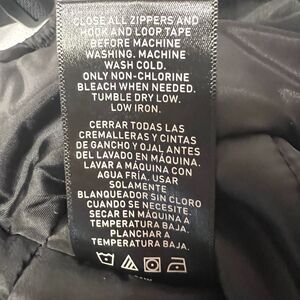 CLOSE ALL ZIPPERS AND
HOOK AND LOOP TAPE
BEFORE MACHINE
WASHING. MACHINE
WASH COLD.
ONLY NON-CHLORINE
BLEACH WHEN NEEDED.
TUMBLE DRY LOW.
LOW IRON.
CERRAR TODAS LAS
CREMALLERAS Y CINTAS
DE GANCHO Y OJAL ANTES
DEL LAVADO EN MÁQUINA.
LAVAR A MÁQUINA CON
AGUA FRÍA. USAR
SOLAMENTE
BLANQUEADOR SIN CLORO
CUANDO SE NECESITE.
SECAR EN MÁQUINA A
TEMPERATURA BAJA.
PLANCHAR A
TEMPERATURA BAJA.